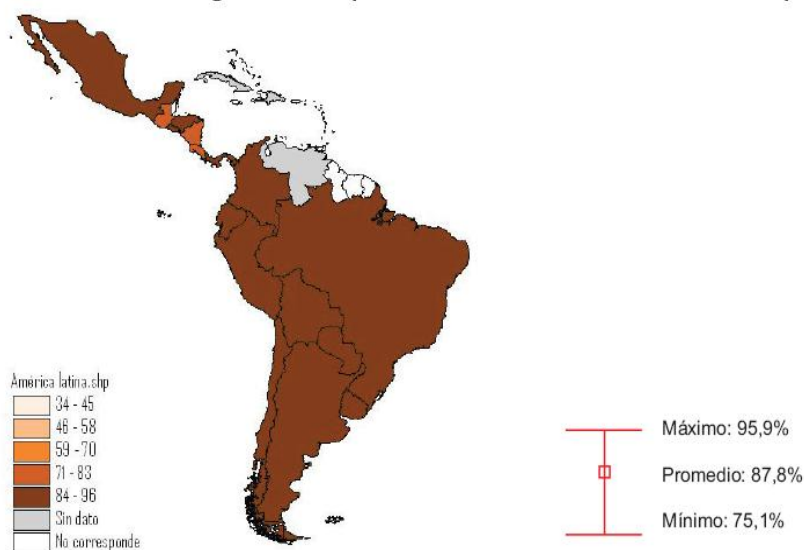 América latina.shp
34 - 45
46 - 58
59 - 70
71 - 83
84 - 96
Sin dato
No corresponde
Máximo: 95,9%
Promedio: 87,8%
Mínimo: 75,1%